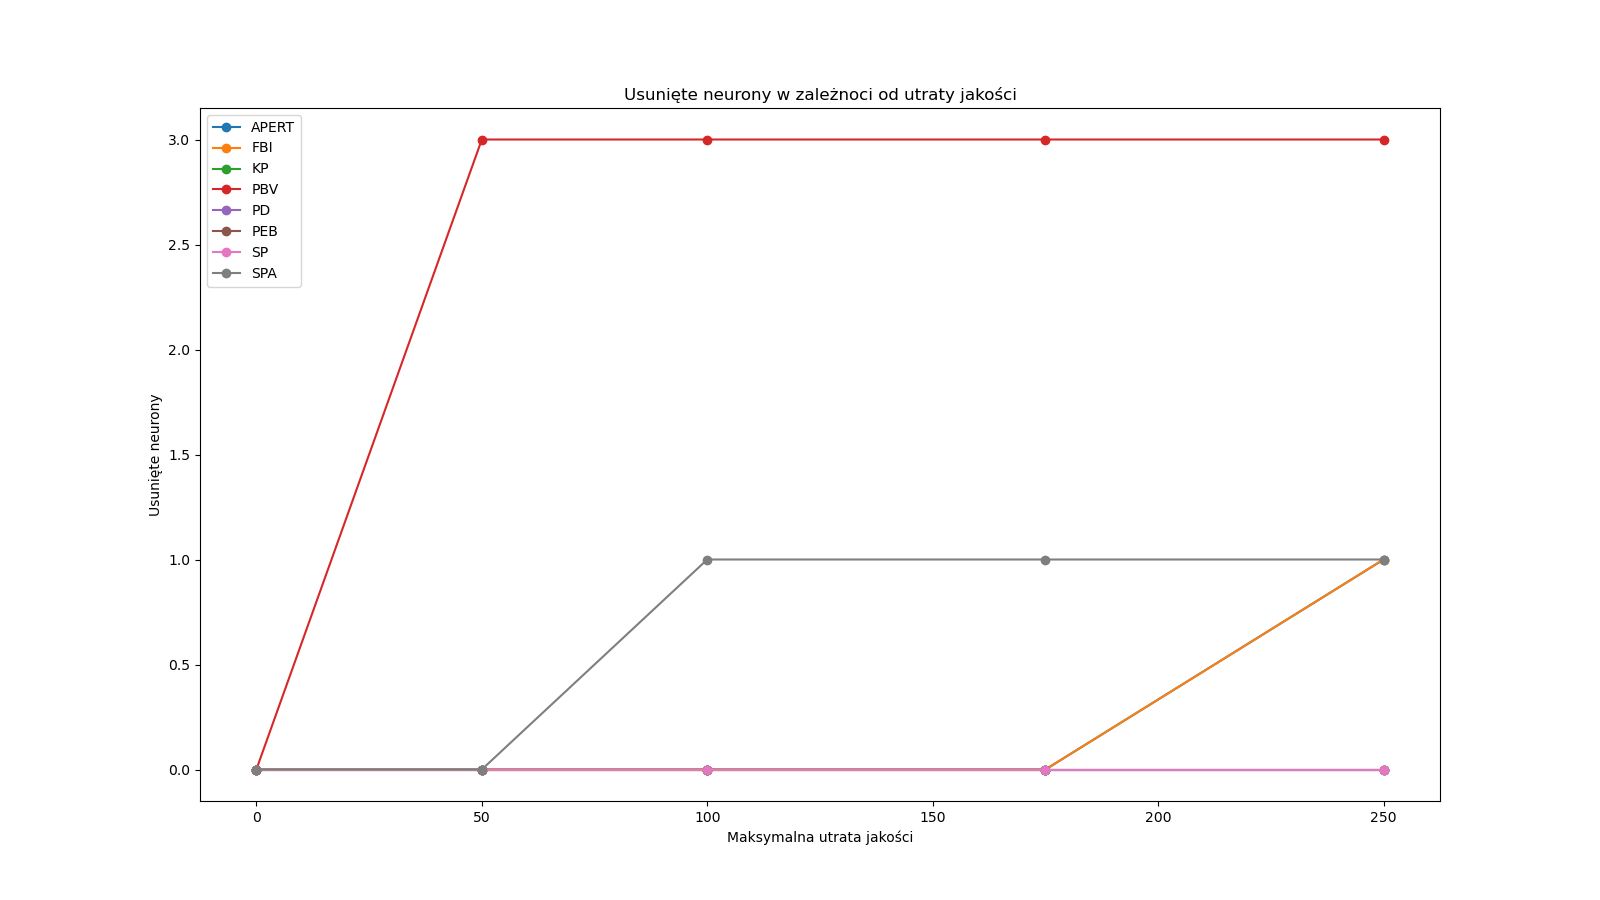 Usunięte neurony w zależnoci od utraty jakości
APERT
FBI
KP
PBV
PD
PEB
SP
SPA
3.0
2.5
2.0
1.5
1.0
0.5
0.0
Usunięte neurony
0 50 100 150 200 250
Maksymalna utrata jakości